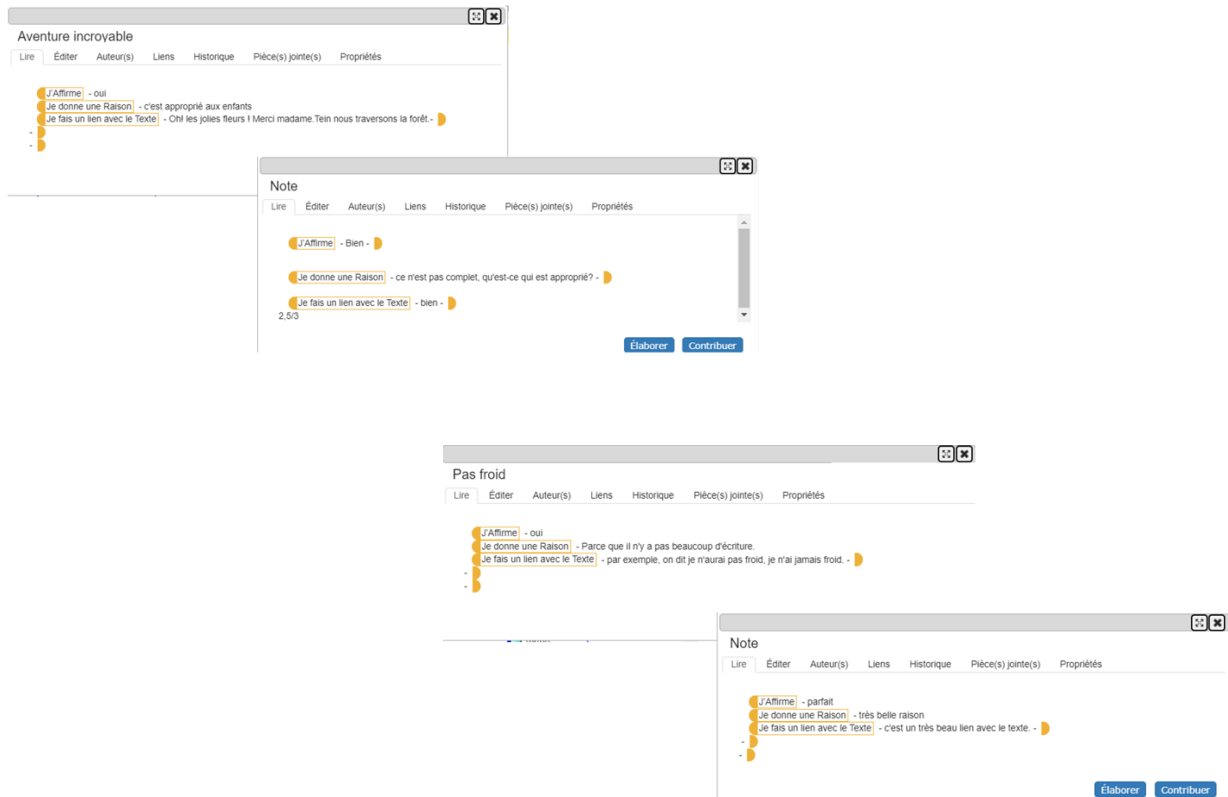 Aventure incroyable
Lire Éditer Auteur(s) Liens Historique Pièce(s) jointe(s) Propriétés
J'Affirme - oui
Je donne une Raison - c'est approprié aux enfants
Je fais un lien avec le Texte - Oh! les jolies fleurs ! Merci madame.Tein nous traversons la forêt.-
-
-
Note
Lire Éditer Auteur(s) Liens Historique Pièce(s) jointe(s) Propriétés
J'Affirme - Bien -
Je donne une Raison - ce n'est pas complet, qu'est-ce qui est approprié? -
Je fais un lien avec le Texte - bien -
2,5/3
Élaborer Contribuer
Pas froid
Lire Éditer Auteur(s) Liens Historique Pièce(s) jointe(s) Propriétés
J'Affirme - oui
Je donne une Raison - Parce que il n'y a pas beaucoup d'écriture.
Je fais un lien avec le Texte - par exemple, on dit je n'aurai pas froid, je n'ai jamais froid. -
-
-
Note
Lire Éditer Auteur(s) Liens Historique Pièce(s) jointe(s) Propriétés
J'Affirme - parfait
Je donne une Raison - très belle raison
Je fais un lien avec le Texte - c'est un très beau lien avec le texte. -
-
-
Élaborer Contribuer